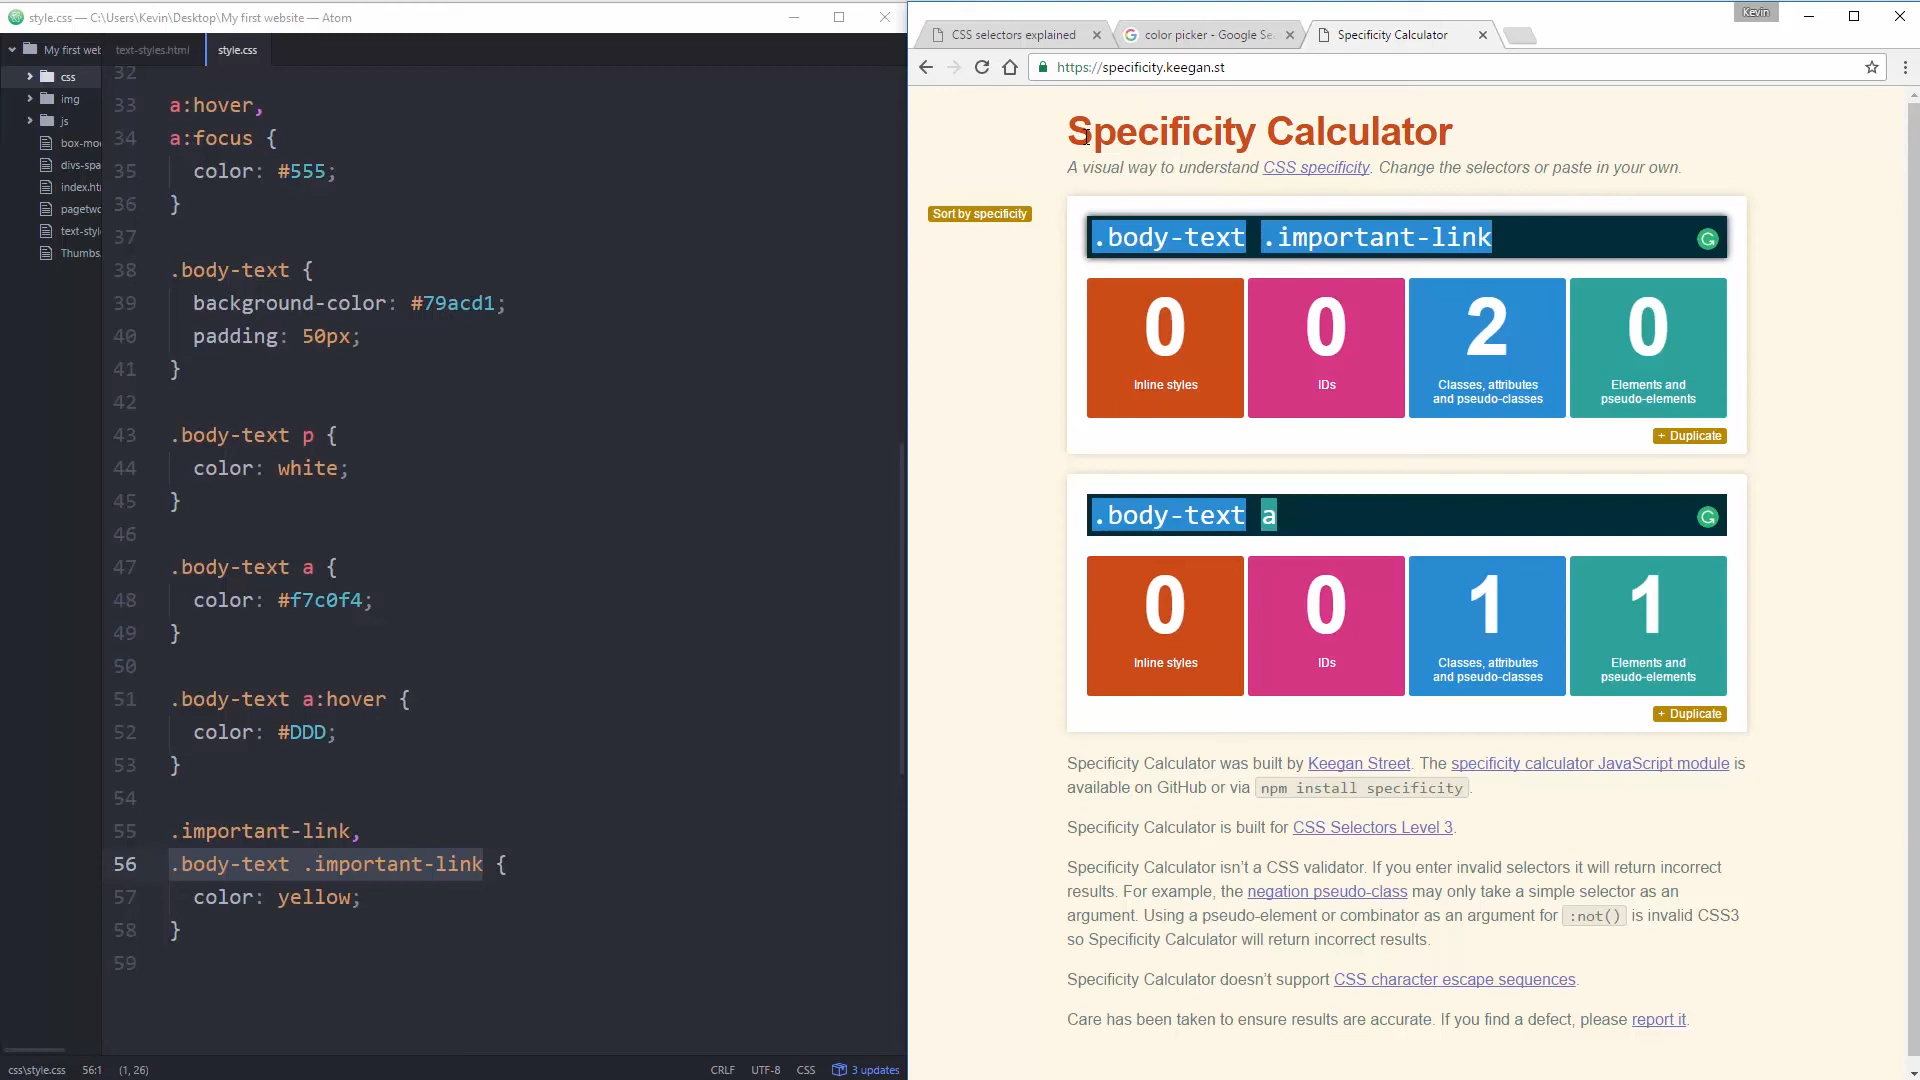 style.css — C:\Users\Kevin\Desktop\My first website — Atom
My first web
text-styles.html
style.css
css
img
js
box-mo
divs-spa
index.ht
pagetwo
text-style
Thumbs.
32
33 a:hover,
34 a:focus {
35 color: #555;
36 }
37
38 .body-text {
39 background-color: #79acd1;
40 padding: 50px;
41 }
42
43 .body-text p {
44 color: white;
45 }
46
47 .body-text a {
48 color: #f7c0f4;
49 }
50
51 .body-text a:hover {
52 color: #DDD;
53 }
54
55 .important-link,
56 .body-text .important-link {
57 color: yellow;
58 }
59
css\style.css 56:1 (1, 26) CRLF UTF-8 CSS 3 updates
Kevin
CSS selectors explained
color picker - Google Se
Specificity Calculator
https://specificity.keegan.st
Specificity Calculator
A visual way to understand CSS specificity. Change the selectors or paste in your own.
Sort by specificity
.body-text .important-link
0 0 2 0
Inline styles IDs Classes, attributes Elements and
and pseudo-classes pseudo-elements
+ Duplicate
.body-text a
0 0 1 1
Inline styles IDs Classes, attributes Elements and
and pseudo-classes pseudo-elements
+ Duplicate
Specificity Calculator was built by Keegan Street. The specificity calculator JavaScript module is
available on GitHub or via npm install specificity.
Specificity Calculator is built for CSS Selectors Level 3.
Specificity Calculator isn’t a CSS validator. If you enter invalid selectors it will return incorrect
results. For example, the negation pseudo-class may only take a simple selector as an
argument. Using a pseudo-element or combinator as an argument for :not() is invalid CSS3
so Specificity Calculator will return incorrect results.
Specificity Calculator doesn’t support CSS character escape sequences.
Care has been taken to ensure results are accurate. If you find a defect, please report it.